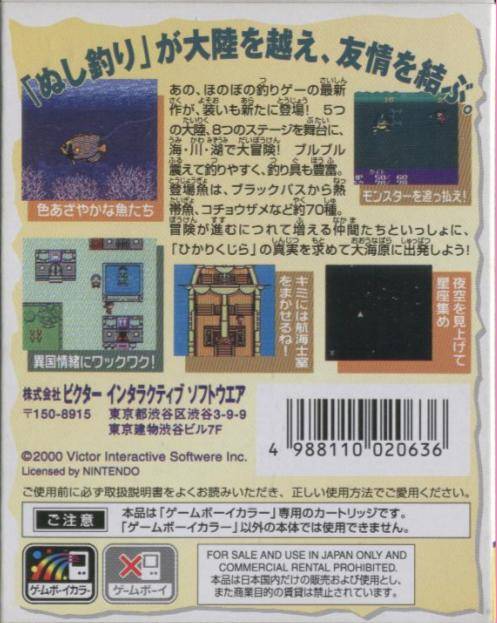 「ぬし釣り」が大陸を越え、友情を結ぶ。
あの、ほのぼの釣りゲーの最新
作が、装いも新たに登場! 5つ
の大陸、8つのステージを舞台に、
海・川・湖で大冒険! ブルブル
震えて釣りやすく、釣り具も豊富。
登場魚は、ブラックバスから熱
帯魚、コチョウザメなど約70種。
冒険が進むにつれて増える仲間たちといっしょに、
「ひかりくじら」の真実を求めて大海原に出発しよう!
色あざやかな魚たち
モンスターを追っ払え!
異国情緒にワックワク!
キミには航海士室
をまかせるね!
夜空を見上げて
星座集め
株式会社 ビクター インタラクティブ ソフトウエア
〒150-8915 東京都渋谷区渋谷3-9-9
東京建物渋谷ビル7F
©2000 Victor Interactive Softwere Inc.
Licensed by NINTENDO
4 988110 020636
ご使用前に必ず取扱説明書をよくお読みいただき、正しい使用方法でご愛用ください。
ご注意
本品は「ゲームボーイカラー」専用のカートリッジです。
「ゲームボーイカラー」以外の本体では使用できません。
ゲームボーイカラー
ゲームボーイ
FOR SALE AND USE IN JAPAN ONLY AND
COMMERCIAL RENTAL PROHIBITED.
本品は日本国内だけの販売および使用とし、
また商業目的の賃貸は禁止されています。